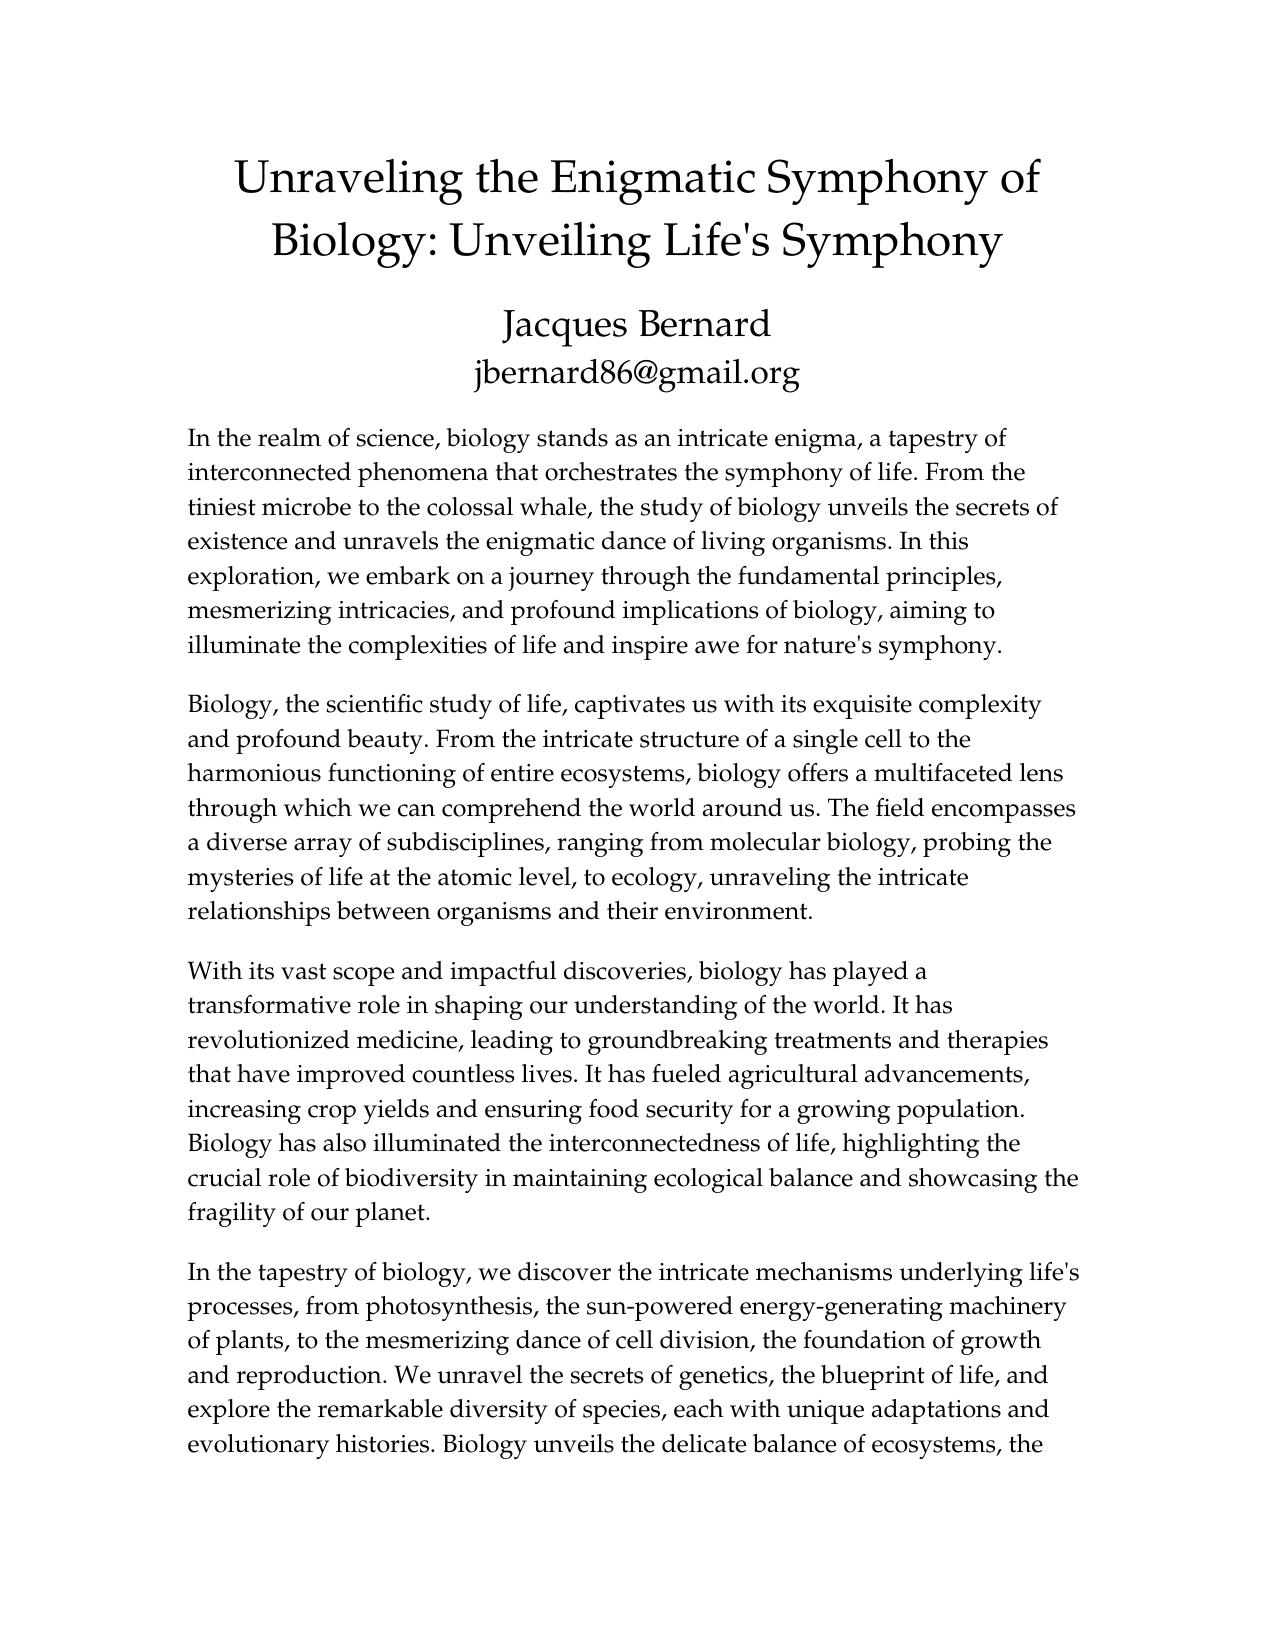 Unraveling the Enigmatic Symphony of
Biology: Unveiling Life's Symphony
Jacques Bernard
jbernard86@gmail.org
In the realm of science, biology stands as an intricate enigma, a tapestry of
interconnected phenomena that orchestrates the symphony of life. From the
tiniest microbe to the colossal whale, the study of biology unveils the secrets of
existence and unravels the enigmatic dance of living organisms. In this
exploration, we embark on a journey through the fundamental principles,
mesmerizing intricacies, and profound implications of biology, aiming to
illuminate the complexities of life and inspire awe for nature's symphony.
Biology, the scientific study of life, captivates us with its exquisite complexity
and profound beauty. From the intricate structure of a single cell to the
harmonious functioning of entire ecosystems, biology offers a multifaceted lens
through which we can comprehend the world around us. The field encompasses
a diverse array of subdisciplines, ranging from molecular biology, probing the
mysteries of life at the atomic level, to ecology, unraveling the intricate
relationships between organisms and their environment.
With its vast scope and impactful discoveries, biology has played a
transformative role in shaping our understanding of the world. It has
revolutionized medicine, leading to groundbreaking treatments and therapies
that have improved countless lives. It has fueled agricultural advancements,
increasing crop yields and ensuring food security for a growing population.
Biology has also illuminated the interconnectedness of life, highlighting the
crucial role of biodiversity in maintaining ecological balance and showcasing the
fragility of our planet.
In the tapestry of biology, we discover the intricate mechanisms underlying life's
processes, from photosynthesis, the sun-powered energy-generating machinery
of plants, to the mesmerizing dance of cell division, the foundation of growth
and reproduction. We unravel the secrets of genetics, the blueprint of life, and
explore the remarkable diversity of species, each with unique adaptations and
evolutionary histories. Biology unveils the delicate balance of ecosystems, the